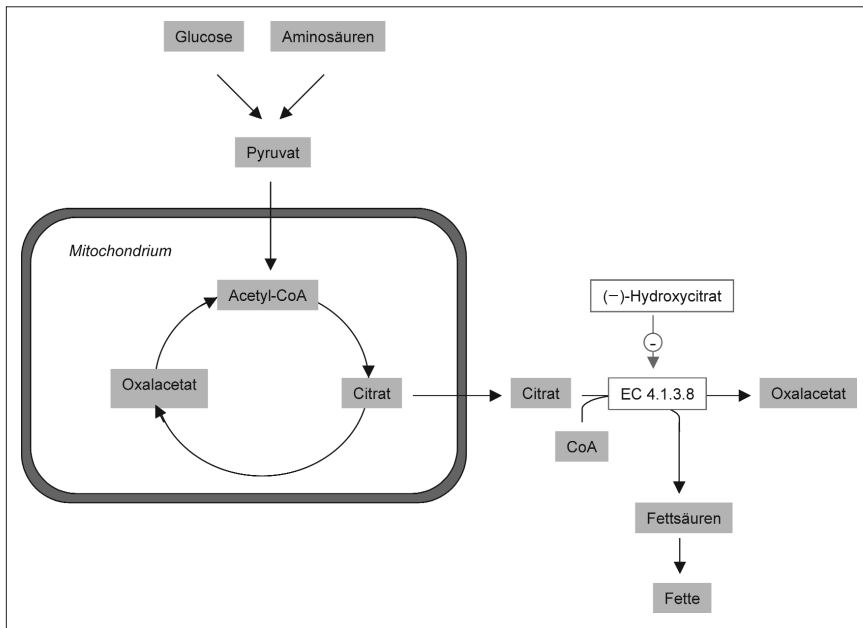 Glucose
Aminosäuren
Pyruvat
Mitochondrium
Acetyl-CoA
Oxalacetat
Citrat
(−)-Hydroxycitrat
-
Citrat
EC 4.1.3.8
Oxalacetat
CoA
Fettsäuren
Fette